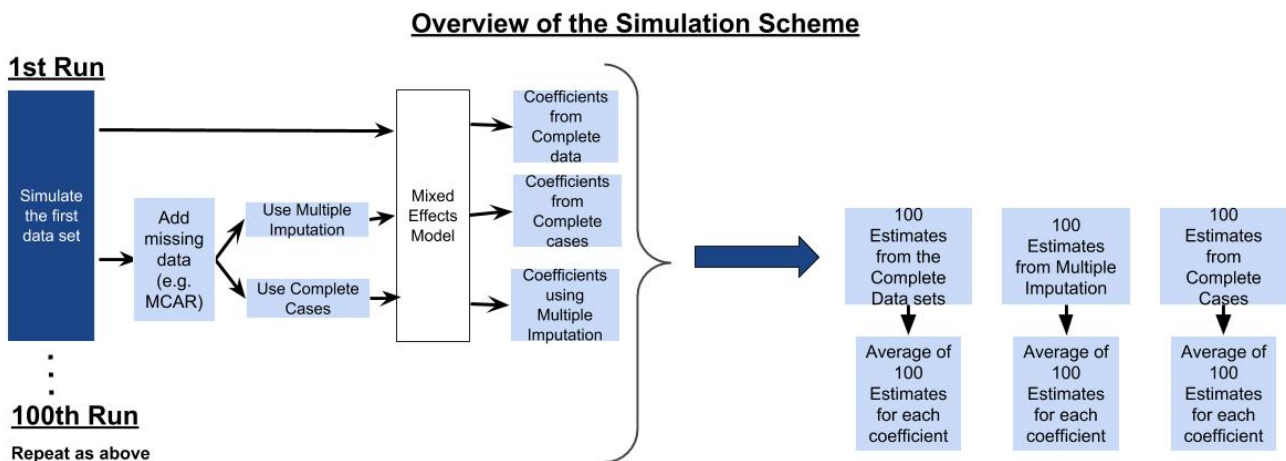 Overview of the Simulation Scheme
1st Run
Simulate
the first
data set
Add
missing
data
(e.g.
MCAR)
Use Multiple
Imputation
Use Complete
Cases
Mixed
Effects
Model
Coefficients
from
Complete
data
Coefficients
from
Complete
cases
Coefficients
using
Multiple
Imputation
100
Estimates
from the
Complete
Data sets
100
Estimates
from Multiple
Imputation
100
Estimates
from
Complete
Cases
Average of
100
Estimates
for each
coefficient
Average of
100
Estimates
for each
coefficient
Average of
100
Estimates
for each
coefficient
100th Run
Repeat as above